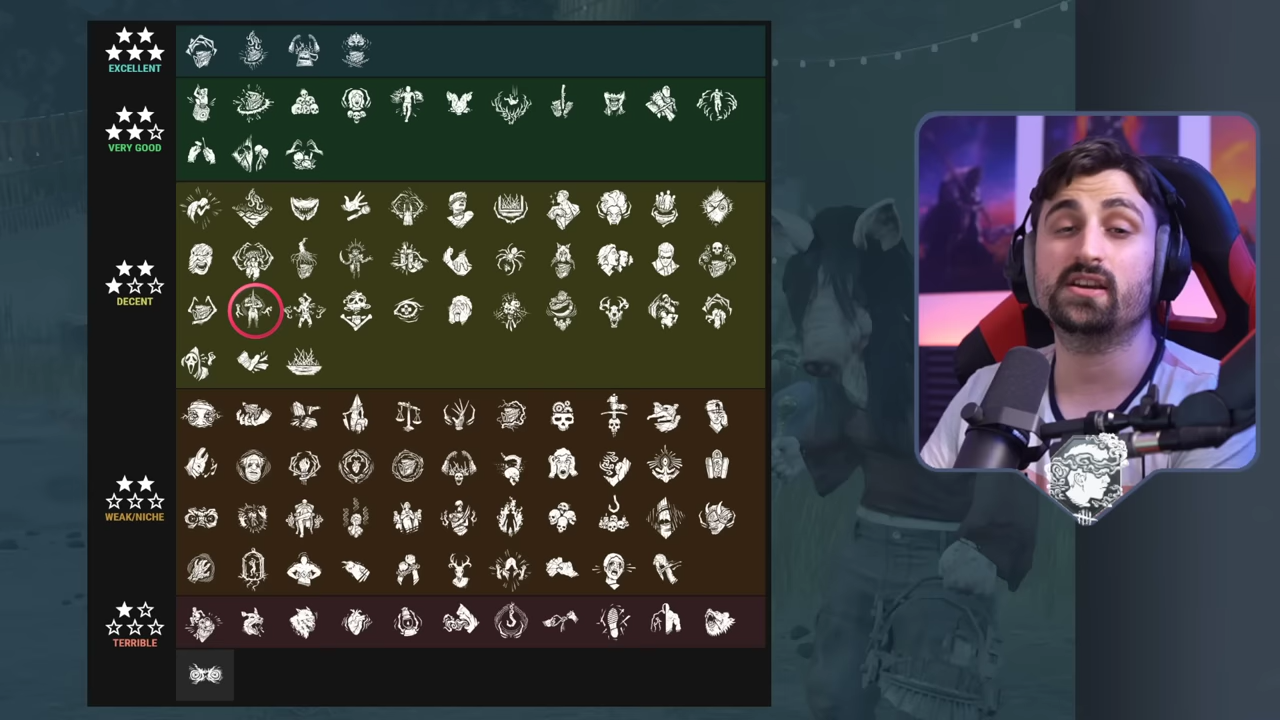 EXCELLENT
VERY GOOD
DECENT
WEAK/NICHE
TERRIBLE